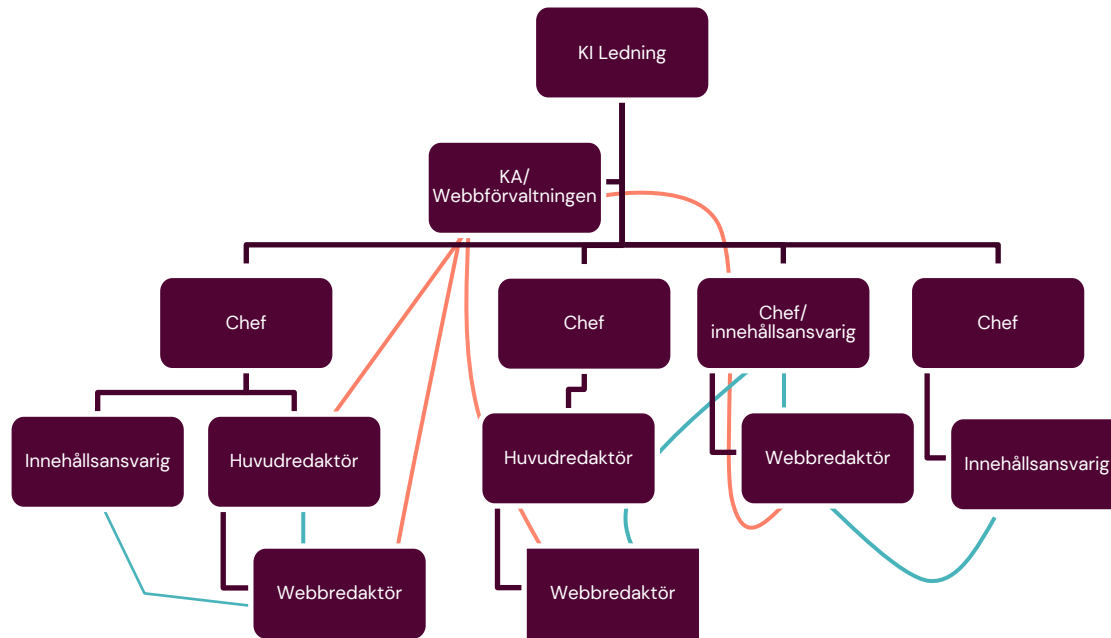 KI Ledning
KA/
Webbförvaltningen
Chef
Chef
Chef/
innehållsansvarig
Chef
Innehållsansvarig
Huvudredaktör
Huvudredaktör
Webbredaktör
Innehållsansvarig
Webbredaktör
Webbredaktör